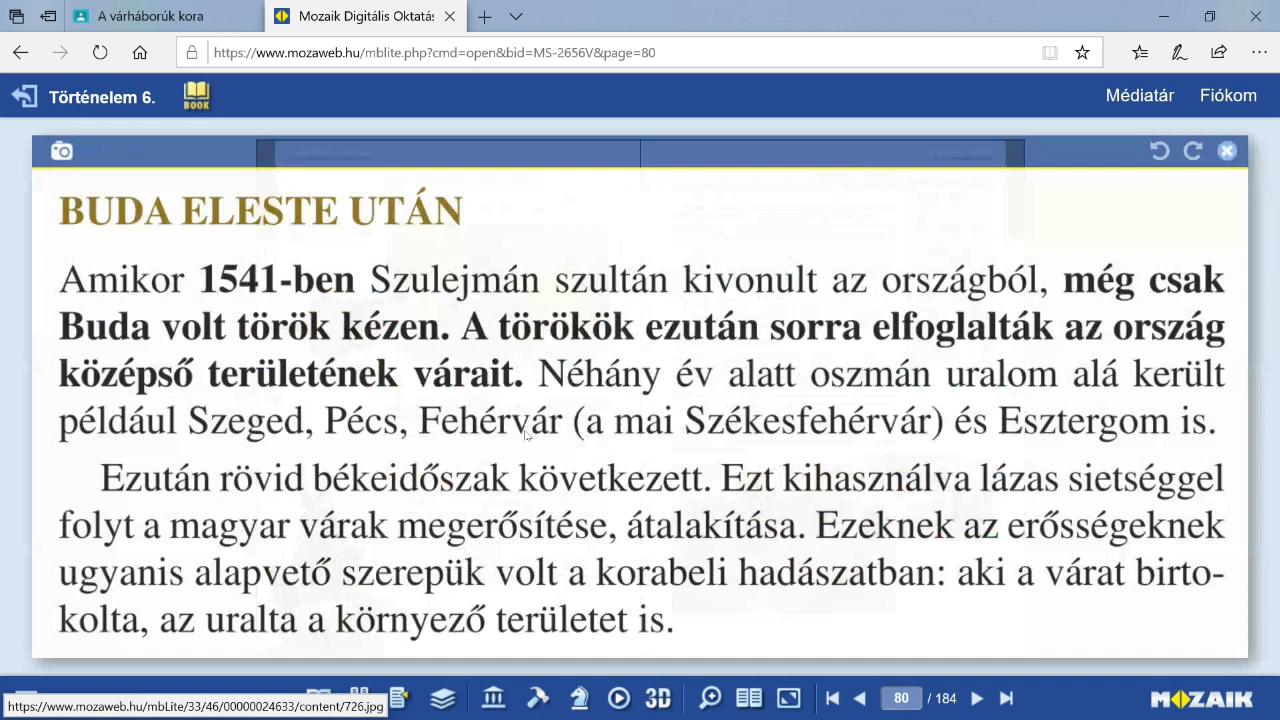 A várháborúk kora
Mozaik Digitális Oktatás
https://www.mozaweb.hu/mblite.php?cmd=open&bid=MS-2656V&page=80
Történelem 6.
BOOK
Médiatár
Fiókom
BUDA ELESTE UTÁN
Amikor 1541-ben Szulejmán szultán kivonult az országból, még csak
Buda volt török kézen. A törökök ezután sorra elfoglalták az ország
középső területének várait. Néhány év alatt oszmán uralom alá került
például Szeged, Pécs, Fehérvár (a mai Székesfehérvár) és Esztergom is.
Ezután rövid békeidőszak következett. Ezt kihasználva lázas sietséggel
folyt a magyar várak megerősítése, átalakítása. Ezeknek az erősségeknek
ugyanis alapvető szerepük volt a korabeli hadászatban: aki a várat birto-
kolta, az uralta a környező területet is.
3D
80
/ 184
MOZAIK
https://www.mozaweb.hu/mbLite/33/46/00000024633/content/726.jpg